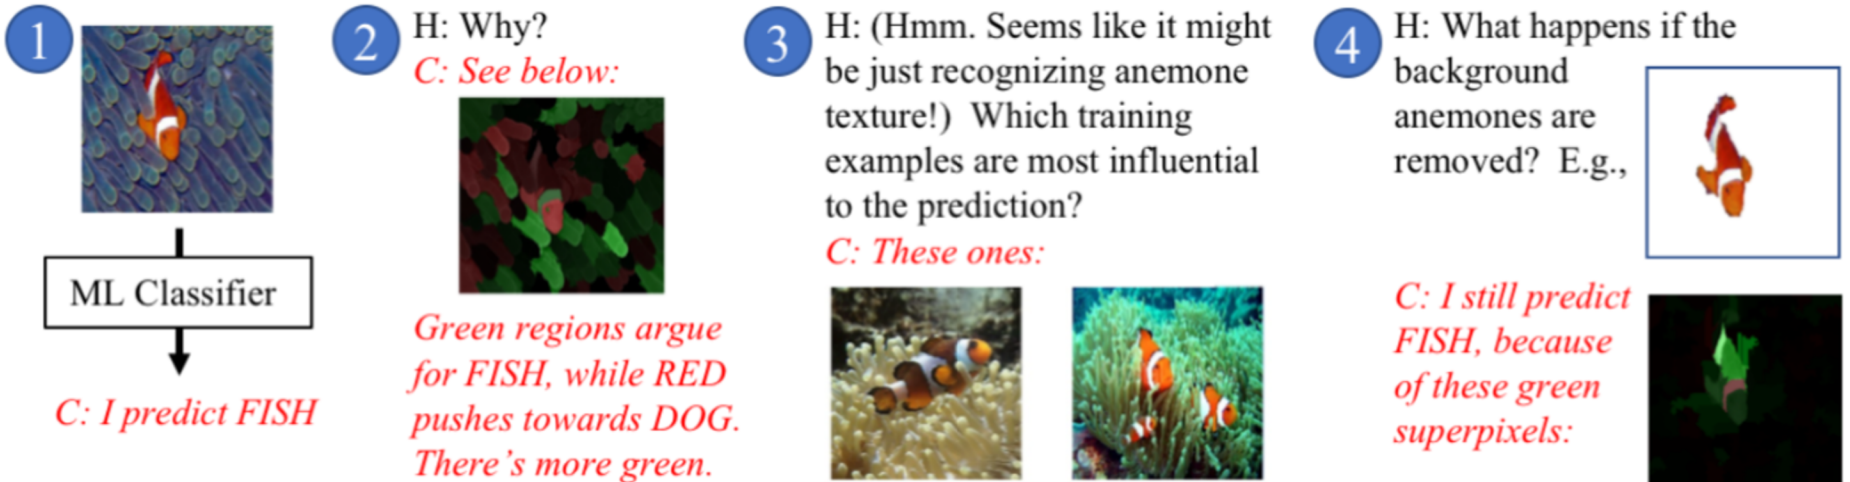 1
ML Classifier
C: I predict FISH
2
H: Why?
C: See below:
Green regions argue
for FISH, while RED
pushes towards DOG.
There's more green.
3
H: (Hmm. Seems like it might
be just recognizing anemone
texture!) Which training
examples are most influential
to the prediction?
C: These ones:
4
H: What happens if the
background
anemones are
removed? E.g.,
C: I still predict
FISH, because
of these green
superpixels: